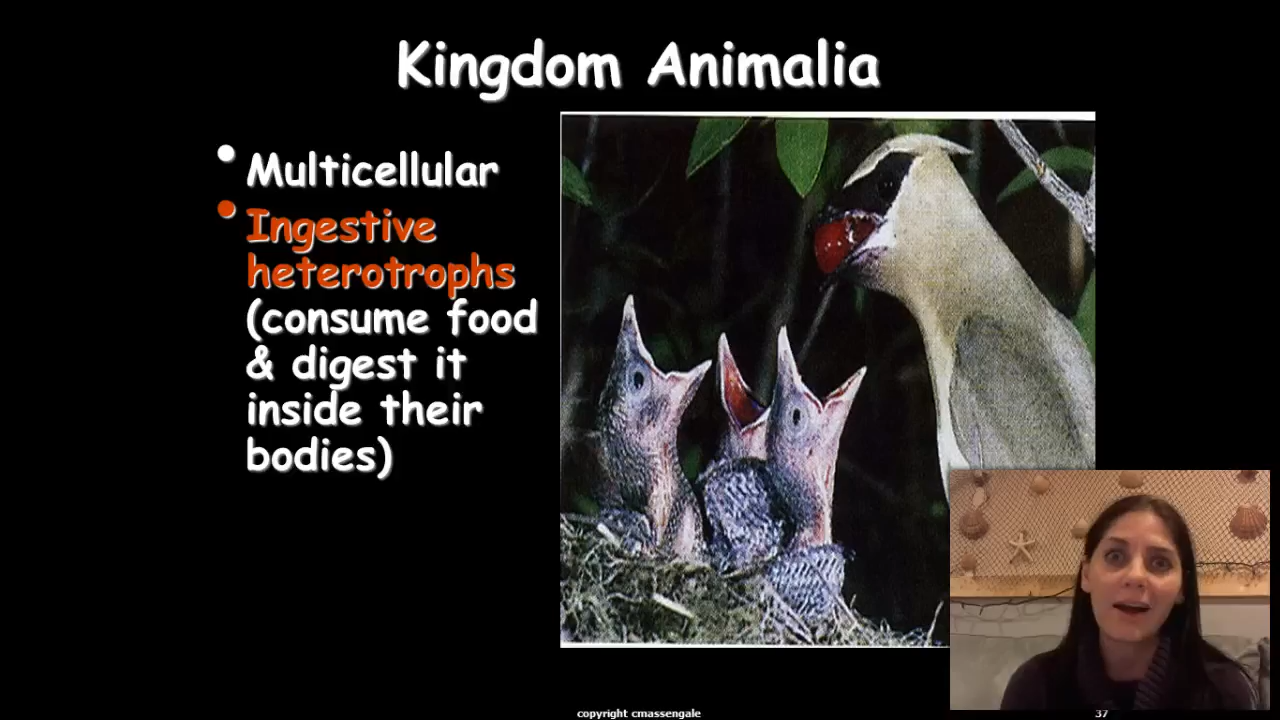 Kingdom Animalia
• Multicellular
• Ingestive
heterotrophs
(consume food
& digest it
inside their
bodies)
copyright cmassengale
37